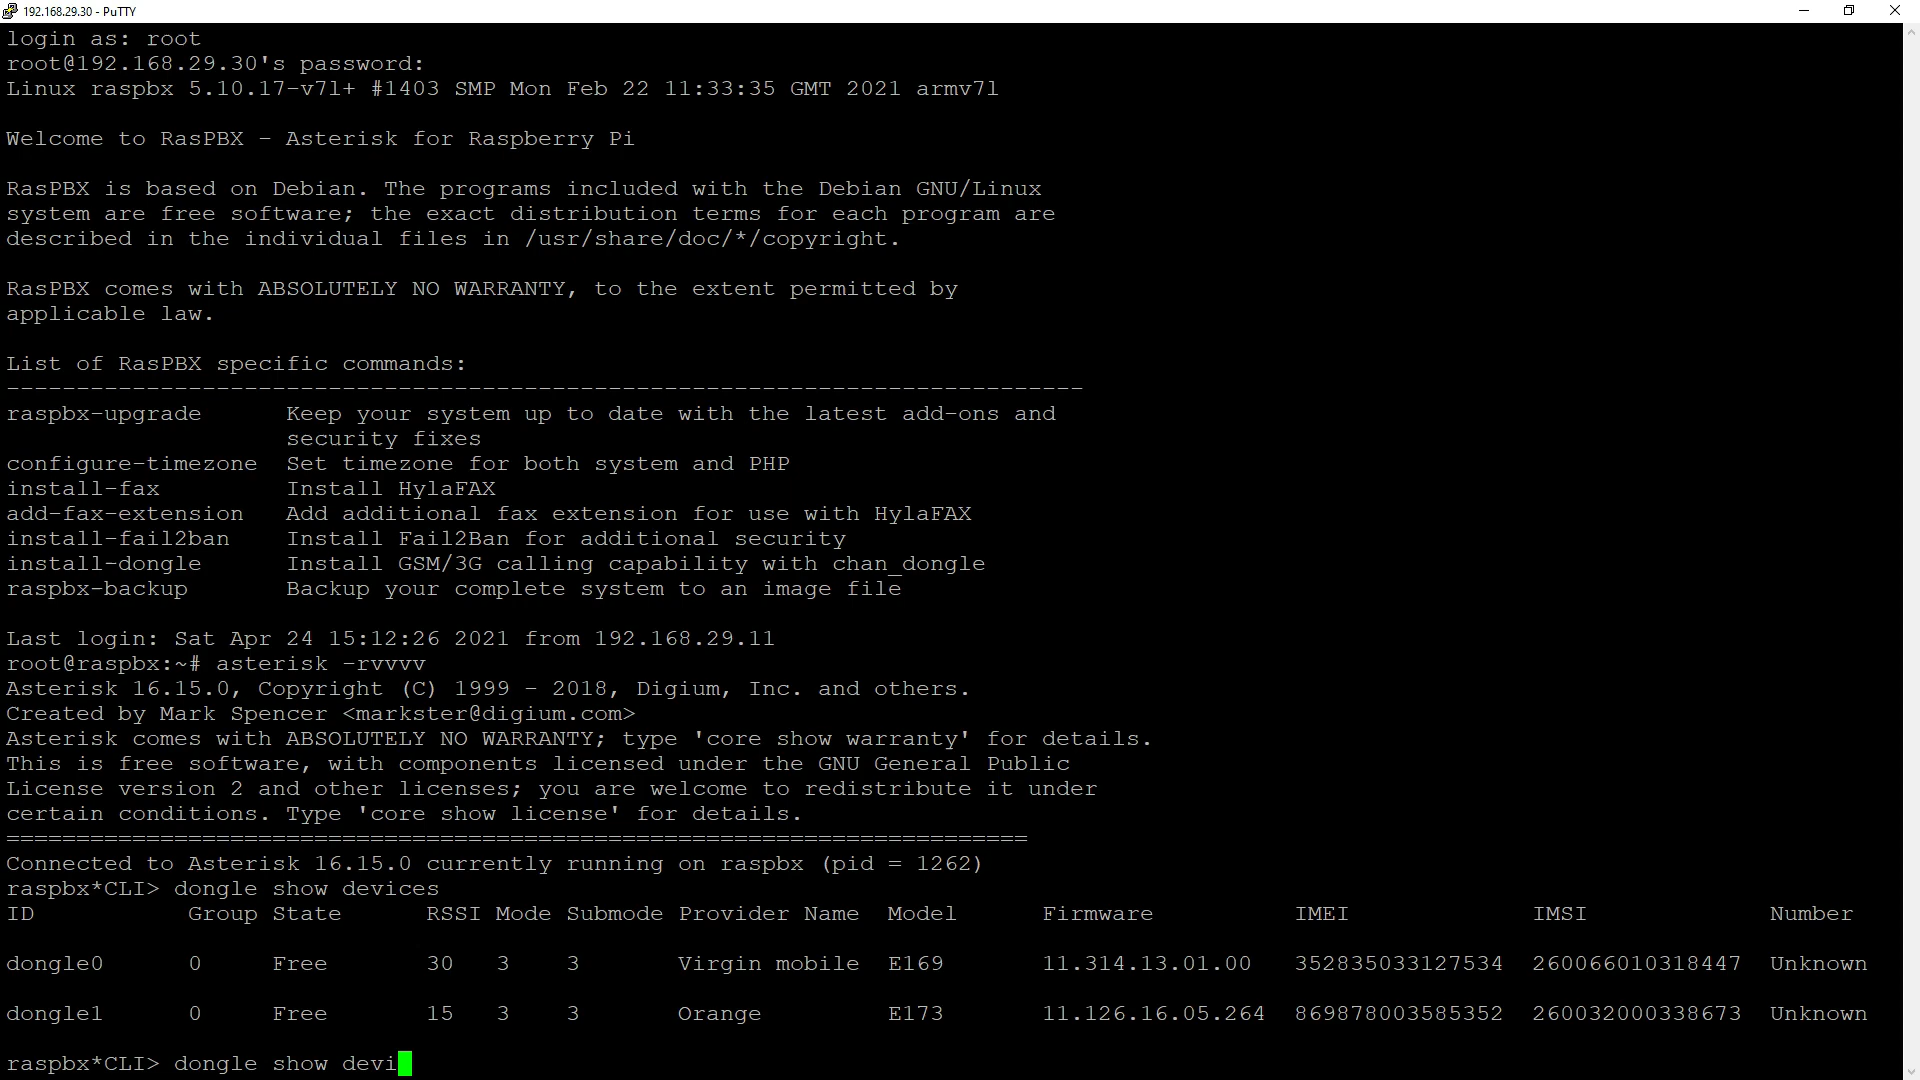 192.168.29.30 - PuTTY
login as: root
root@192.168.29.30's password:
Linux raspbx 5.10.17-v7l+ #1403 SMP Mon Feb 22 11:33:35 GMT 2021 armv7l
Welcome to RasPBX - Asterisk for Raspberry Pi
RasPBX is based on Debian. The programs included with the Debian GNU/Linux
system are free software; the exact distribution terms for each program are
described in the individual files in /usr/share/doc/*/copyright.
RasPBX comes with ABSOLUTELY NO WARRANTY, to the extent permitted by
applicable law.
List of RasPBX specific commands:
-----------------------------------------------------------------------------
raspbx-upgrade      Keep your system up to date with the latest add-ons and
                    security fixes
configure-timezone  Set timezone for both system and PHP
install-fax         Install HylaFAX
add-fax-extension   Add additional fax extension for use with HylaFAX
install-fail2ban    Install Fail2Ban for additional security
install-dongle      Install GSM/3G calling capability with chan_dongle
raspbx-backup       Backup your complete system to an image file
Last login: Sat Apr 24 15:12:26 2021 from 192.168.29.11
root@raspbx:~# asterisk -rvvvv
Asterisk 16.15.0, Copyright (C) 1999 - 2018, Digium, Inc. and others.
Created by Mark Spencer <markster@digium.com>
Asterisk comes with ABSOLUTELY NO WARRANTY; type 'core show warranty' for details.
This is free software, with components licensed under the GNU General Public
License version 2 and other licenses; you are welcome to redistribute it under
certain conditions. Type 'core show license' for details.
=========================================================================
Connected to Asterisk 16.15.0 currently running on raspbx (pid = 1262)
raspbx*CLI> dongle show devices
ID           Group State      RSSI Mode Submode Provider Name  Model      Firmware          IMEI             IMSI             Number
dongle0      0     Free       30   3    3       Virgin mobile  E169       11.314.13.01.00   352835033127534  260066010318447  Unknown
dongle1      0     Free       15   3    3       Orange         E173       11.126.16.05.264  869878003585352  260032000338673  Unknown
raspbx*CLI> dongle show devi